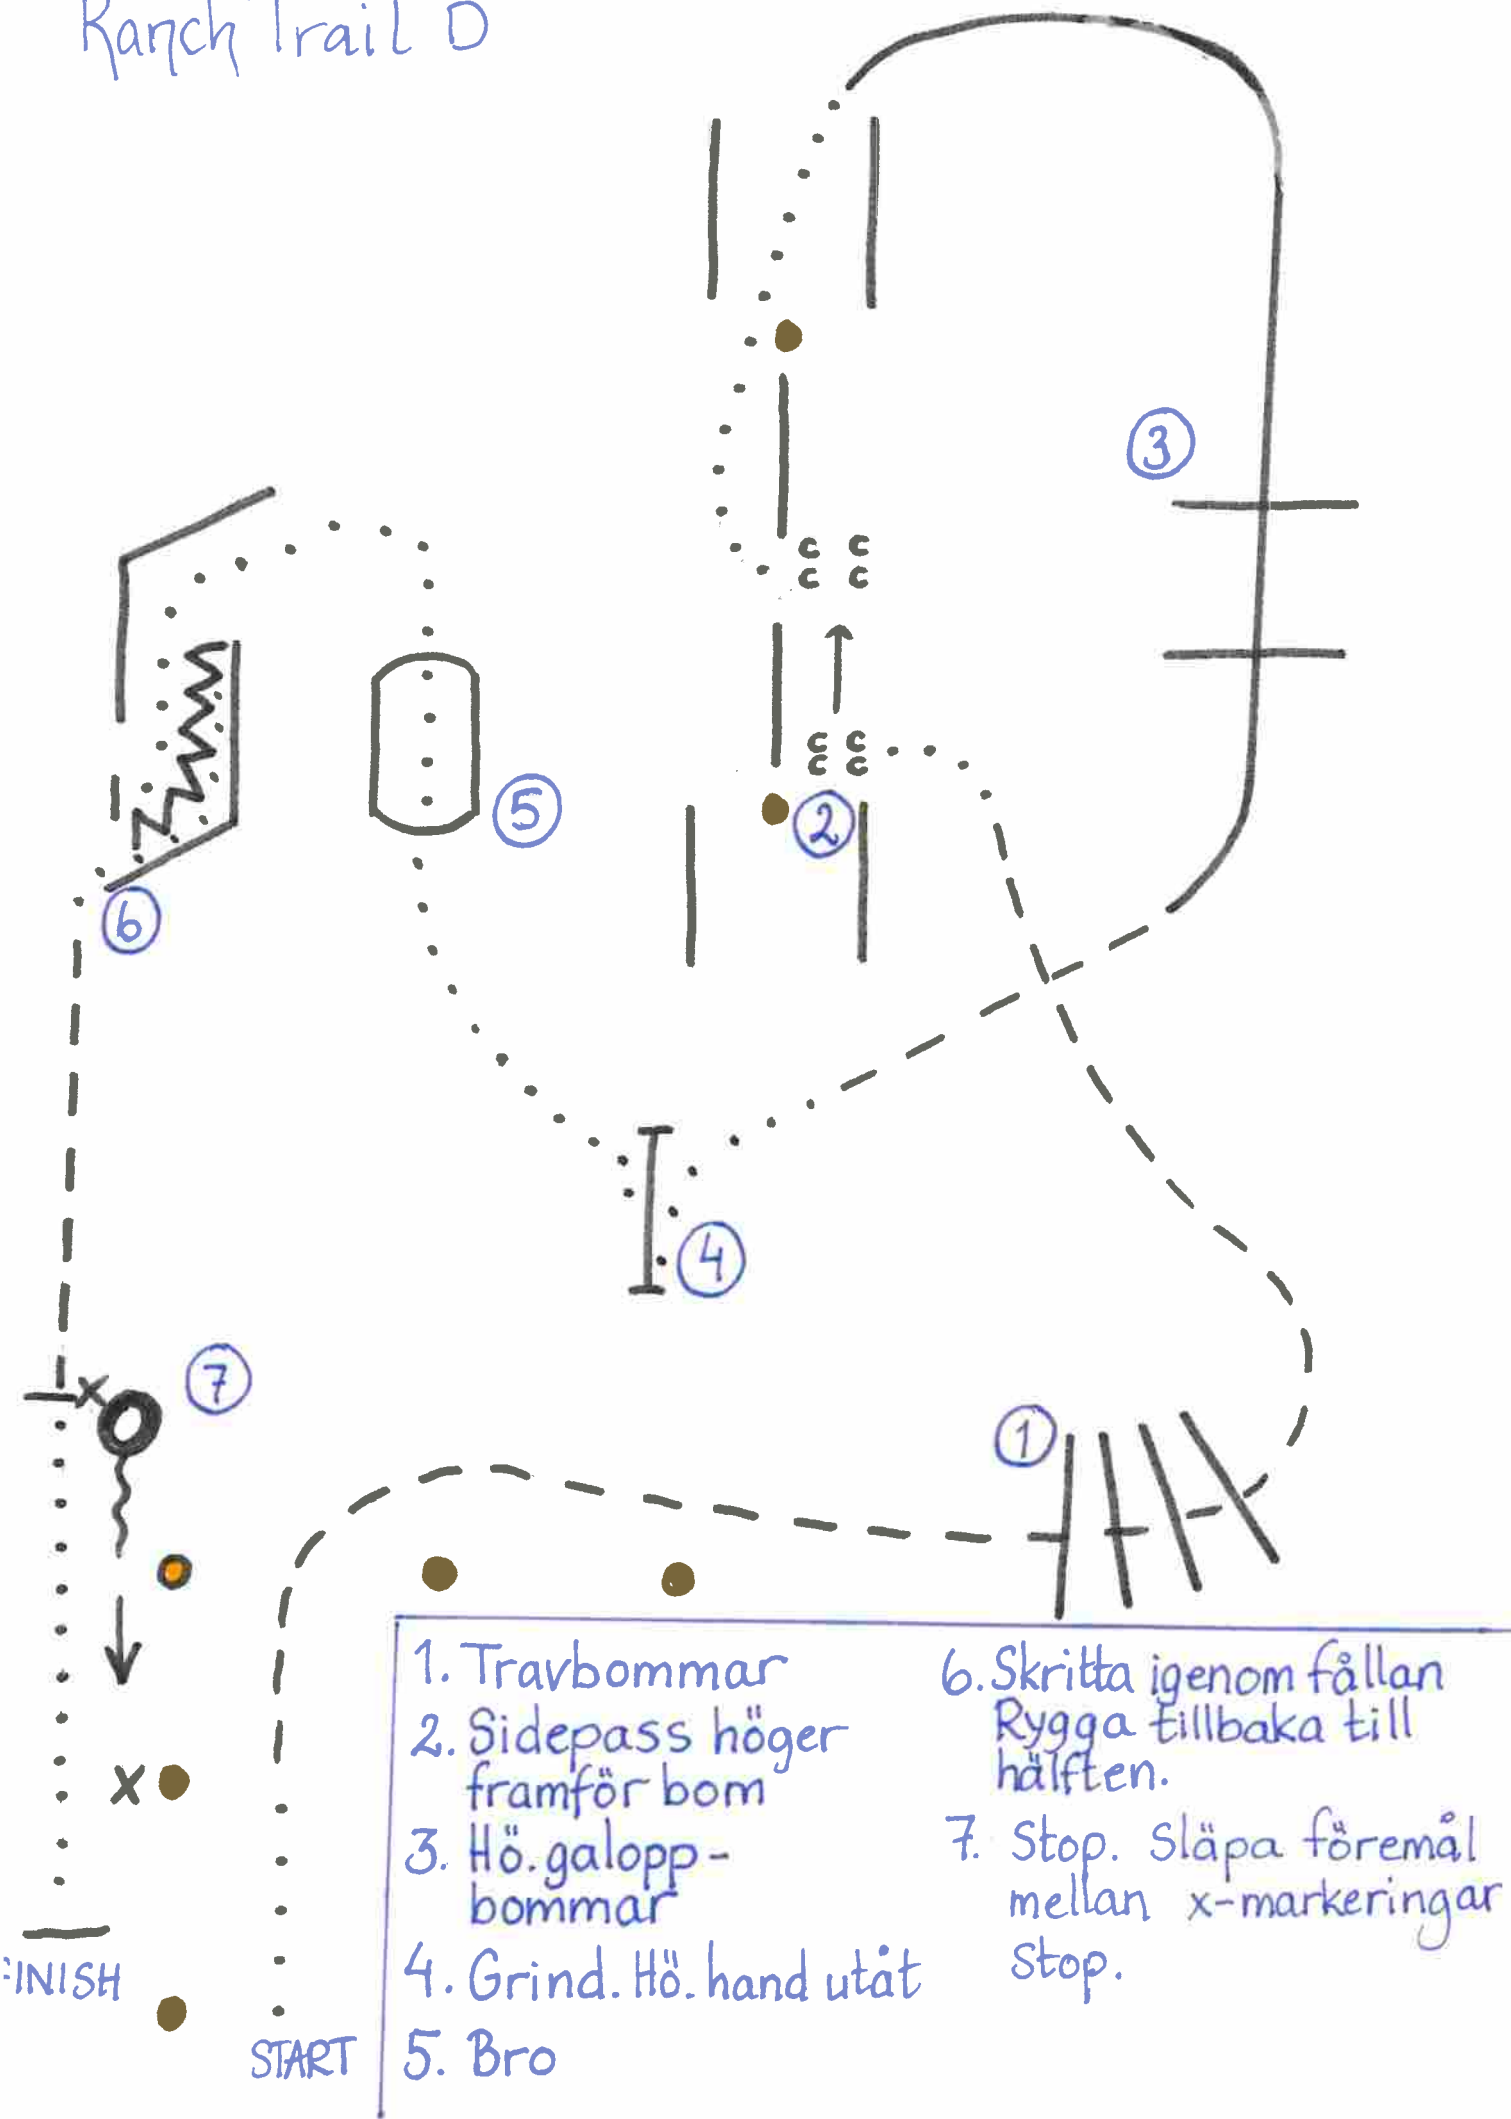 Ranch Trail D
3
5
2
6
4
7
1
1. Travbommar
2. Sidepass höger
framför bom
3. Hö. galopp-
bommar
4. Grind. Hö. hand utåt
5. Bro
6. Skritta igenom fållan
Rygga tillbaka till
hälften.
7. Stop. Släpa föremål
mellan x-markeringar
Stop.
x
X
FINISH
START